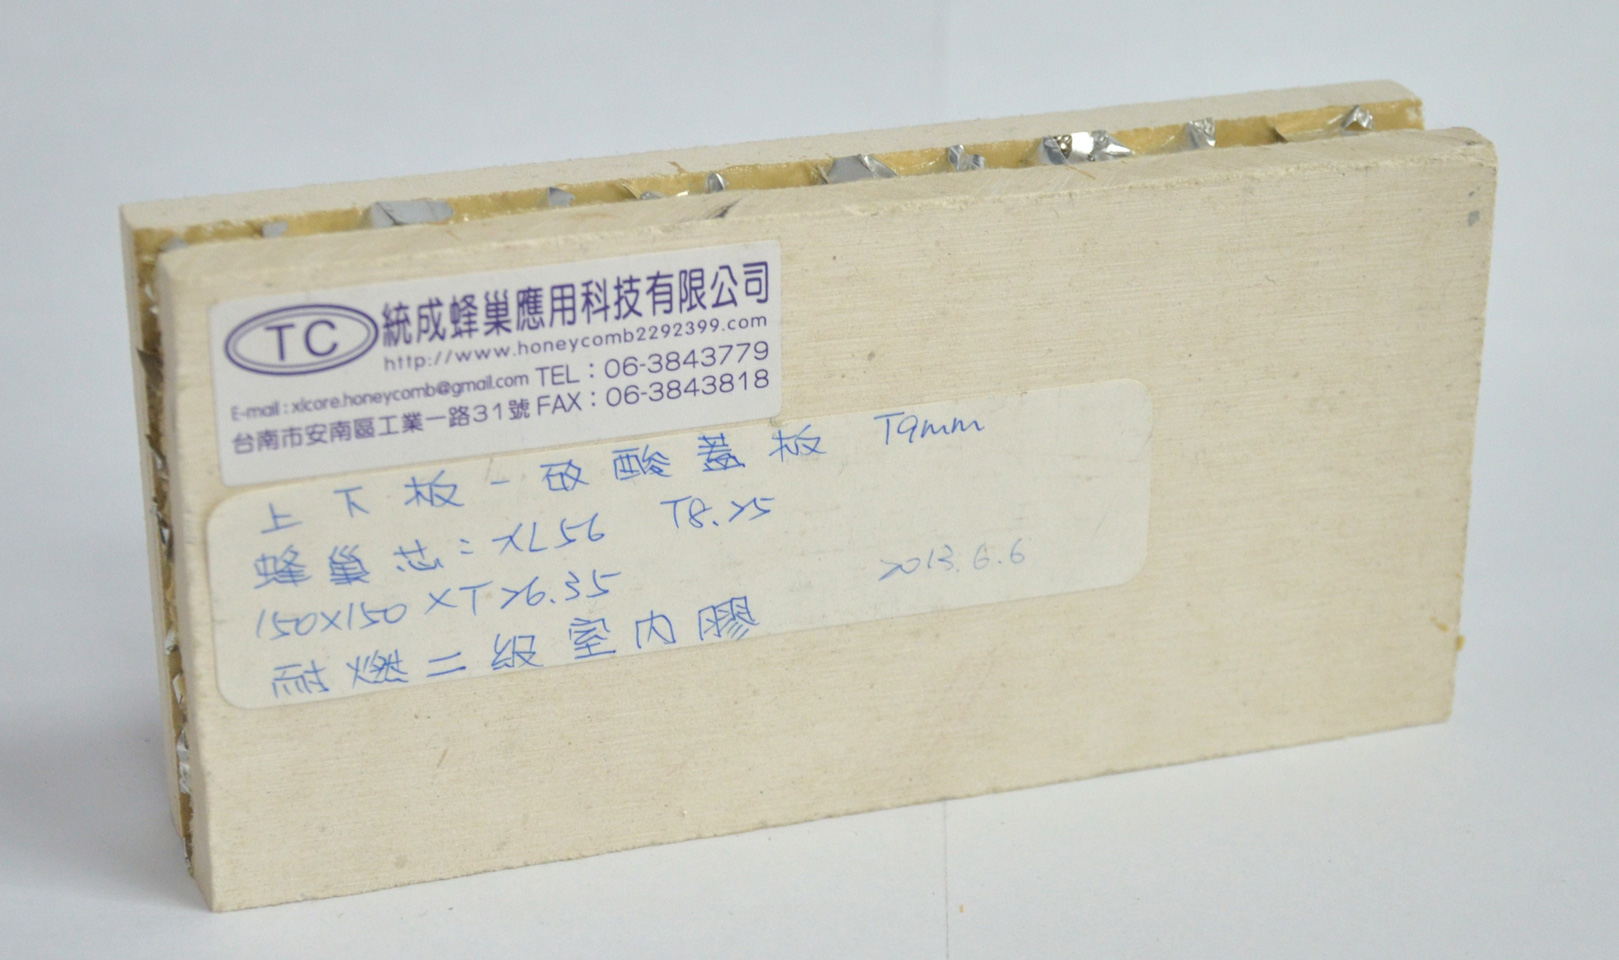 TC 統成蜂巢應用科技有限公司
http://www.honeycomb2292399.com
E-mail : xlcore.honeycomb@gmail.com TEL : 06-3843779
台南市安南區工業一路31號 FAX : 06-3843818
上下板-矽酸蓋板 T9mm
蜂巢芯: XL56 T8.25
150X150XT26.35 2013.6.6
耐燃二級室內膠